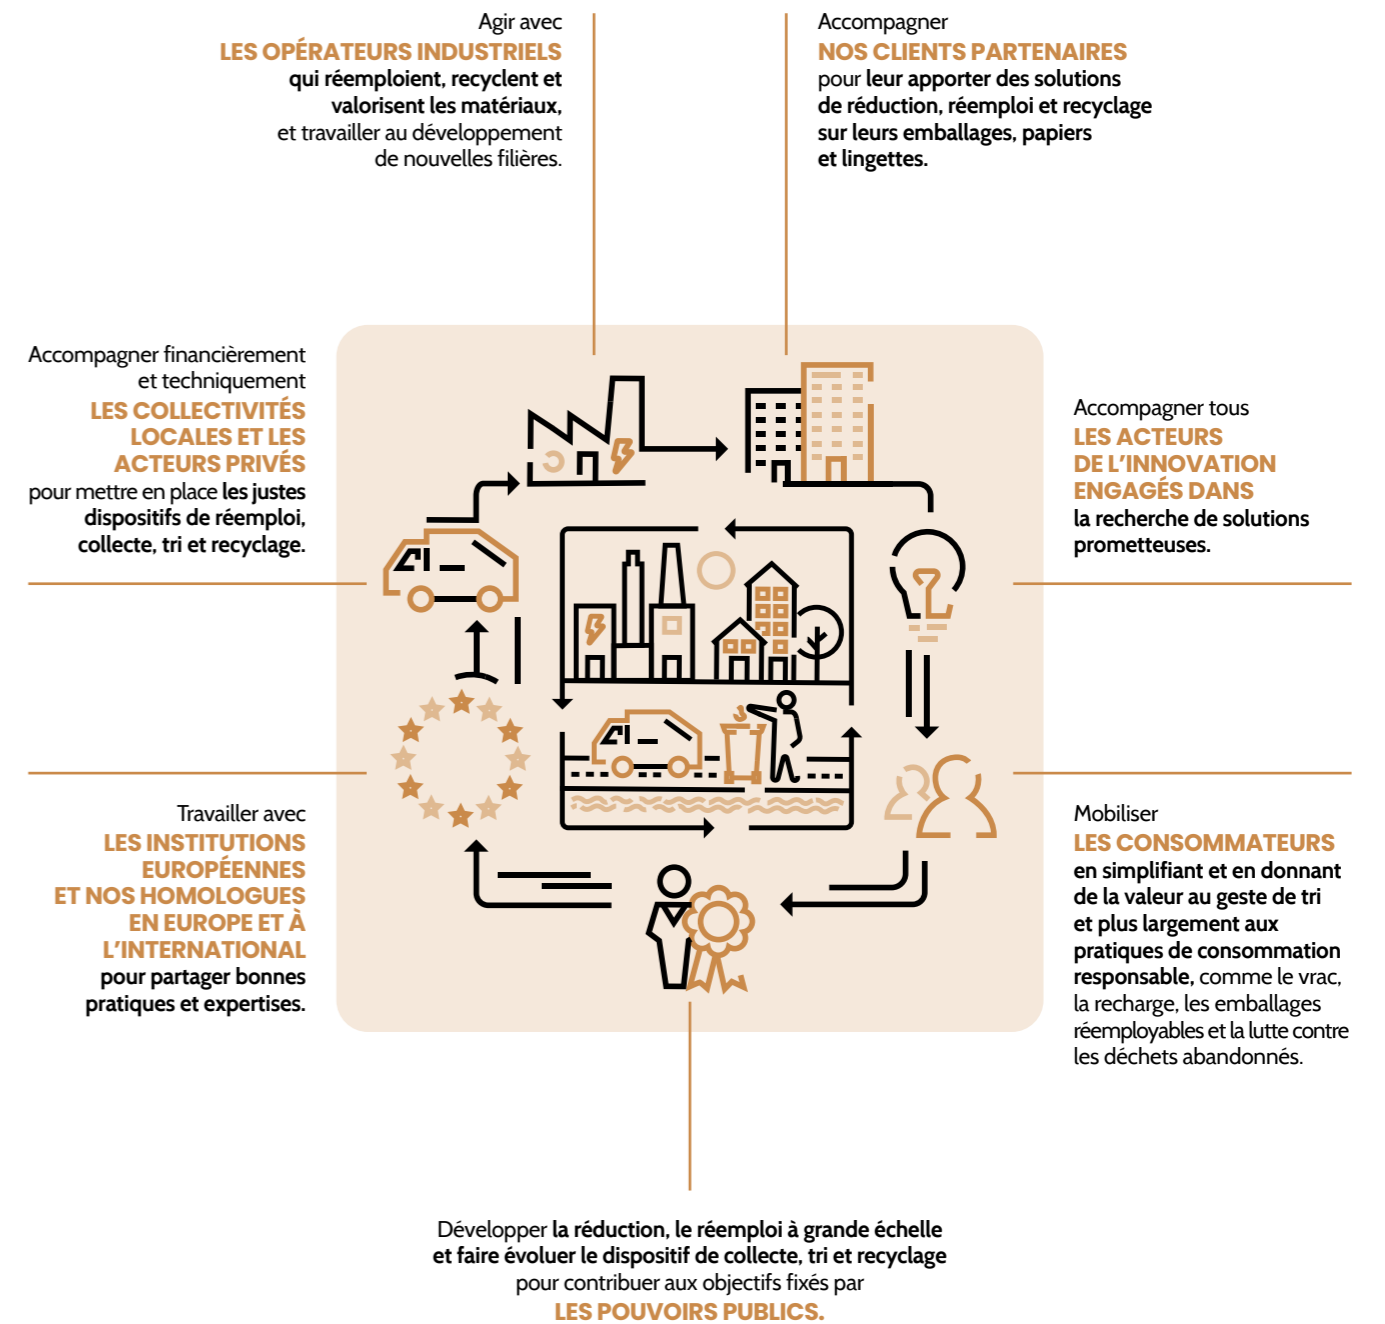 Agir avec
LES OPÉRATEURS INDUSTRIELS
qui réemploient, recyclent et
valorisent les matériaux,
et travailler au développement
de nouvelles filières.
Accompagner
NOS CLIENTS PARTENAIRES
pour leur apporter des solutions
de réduction, réemploi et recyclage
sur leurs emballages, papiers
et lingettes.
Accompagner financièrement
et techniquement
LES COLLECTIVITÉS
LOCALES ET LES
ACTEURS PRIVÉS
pour mettre en place les justes
dispositifs de réemploi,
collecte, tri et recyclage.
Accompagner tous
LES ACTEURS
DE L’INNOVATION
ENGAGÉS DANS
la recherche de solutions
prometteuses.
Travailler avec
LES INSTITUTIONS
EUROPÉENNES
ET NOS HOMOLOGUES
EN EUROPE ET À
L’INTERNATIONAL
pour partager bonnes
pratiques et expertises.
Mobiliser
LES CONSOMMATEURS
en simplifiant et en donnant
de la valeur au geste de tri
et plus largement aux
pratiques de consommation
responsable, comme le vrac,
la recharge, les emballages
réemployables et la lutte contre
les déchets abandonnés.
Développer la réduction, le réemploi à grande échelle
et faire évoluer le dispositif de collecte, tri et recyclage
pour contribuer aux objectifs fixés par
LES POUVOIRS PUBLICS.